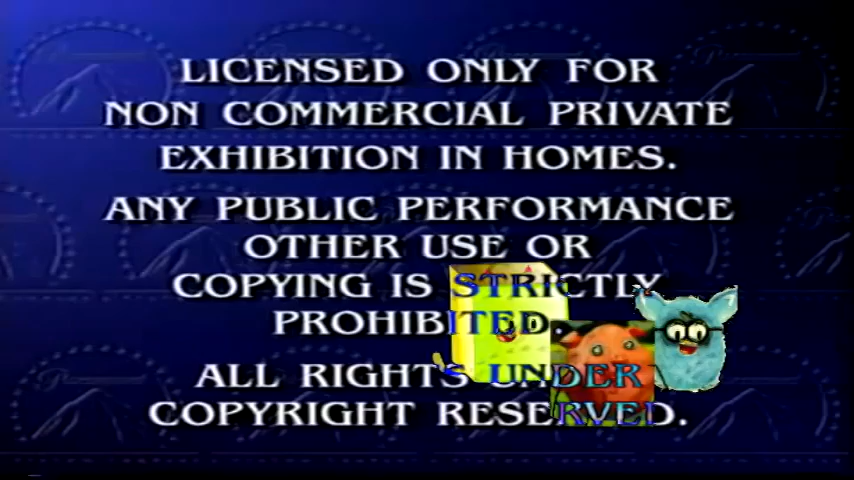 LICENSED ONLY FOR
NON COMMERCIAL PRIVATE
EXHIBITION IN HOMES.
ANY PUBLIC PERFORMANCE
OTHER USE OR
COPYING IS STRICTLY
PROHIBITED.
ALL RIGHTS UNDER
COPYRIGHT RESERVED.